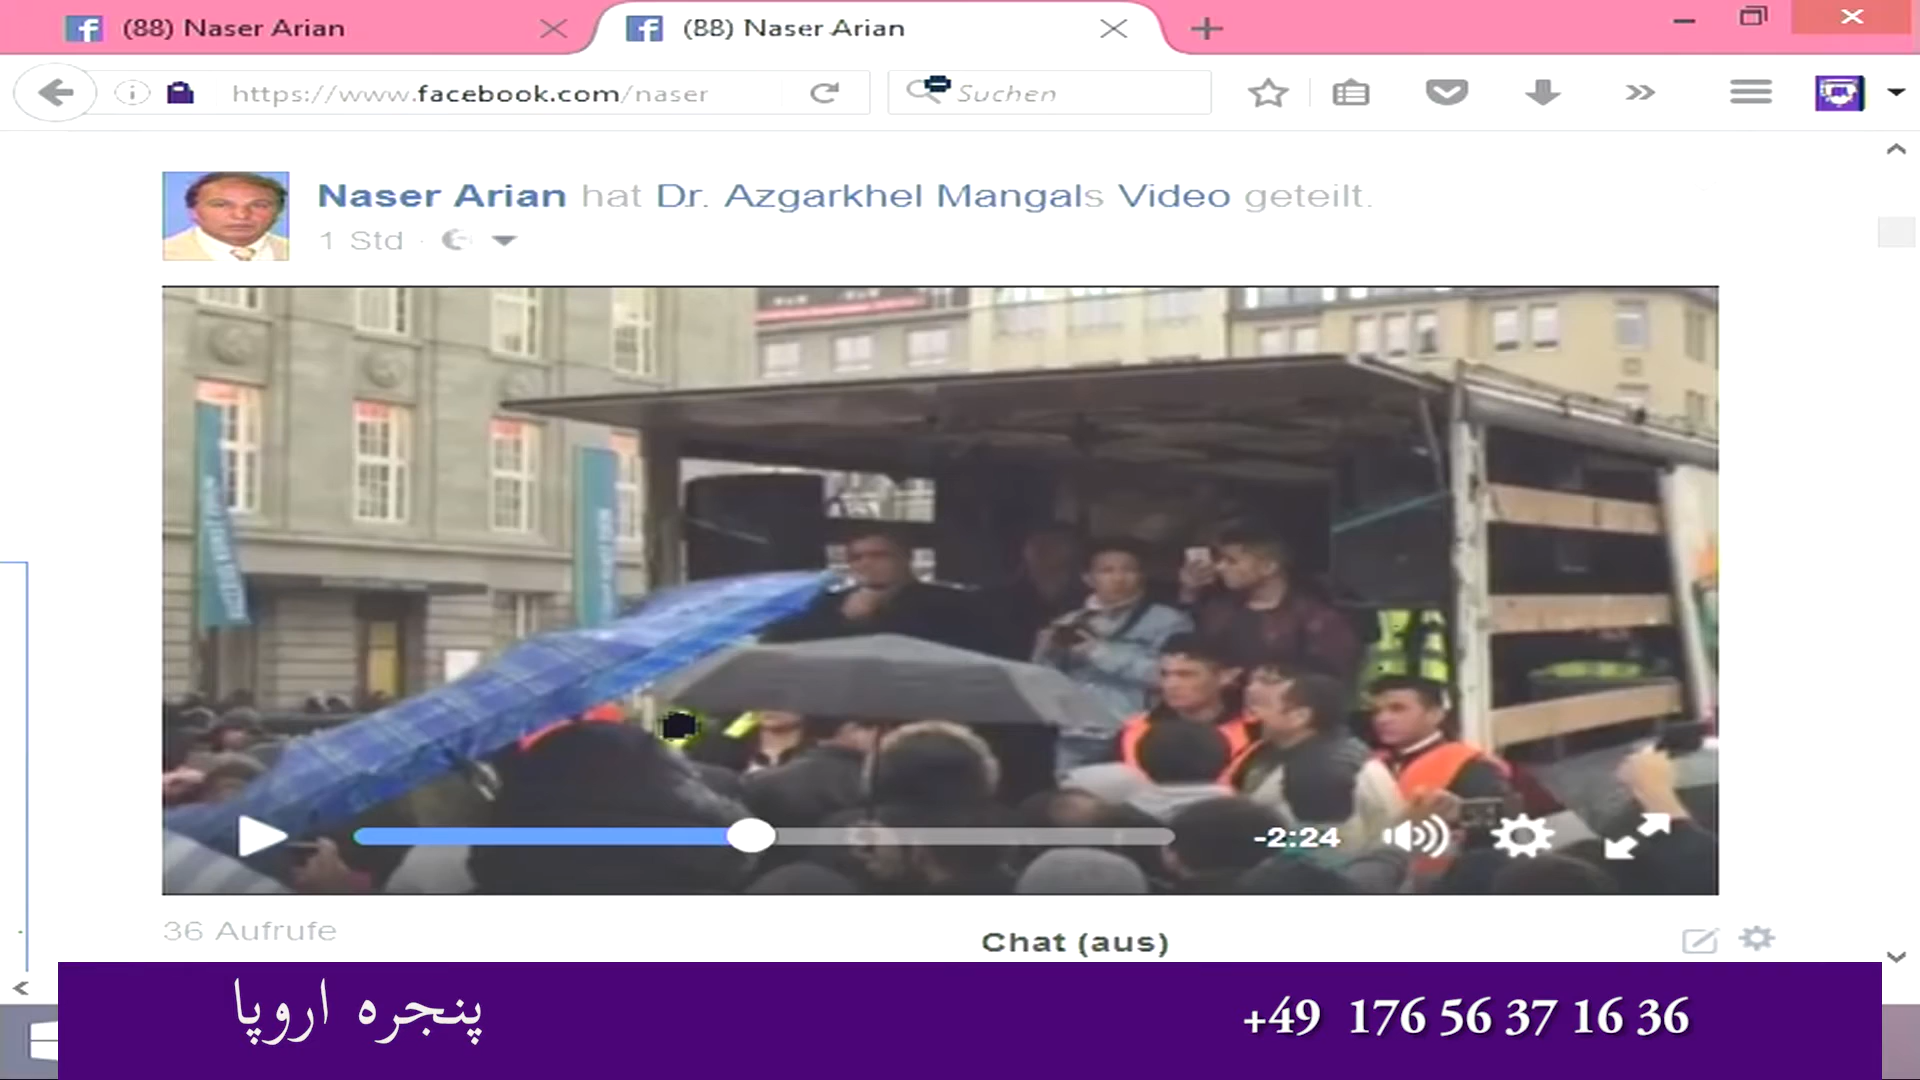 (88) Naser Arian
(88) Naser Arian
https://www.facebook.com/naser
Suchen
Naser Arian hat Dr. Azgarkhel Mangals Video geteilt.
1 Std
-2:24
36 Aufrufe
Chat (aus)
پنجره اروپا
+49 176 56 37 16 36